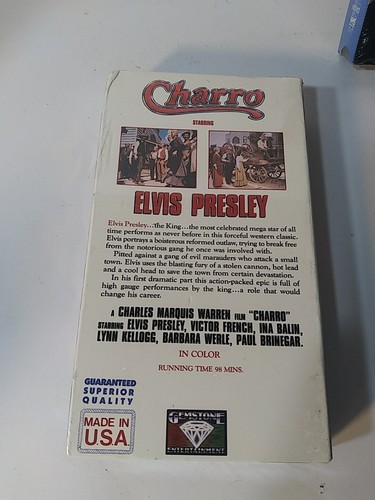 Charro
STARRING
ELVIS PRESLEY
Elvis Presley...the King...the most celebrated mega star of all
time performs as never before in this forceful western classic.
Elvis portrays a boisterous reformed outlaw, trying to break free
from the notorious gang he once was involved with.
Pitted against a gang of evil marauders who attack a small
town. Elvis uses the blasting fury of a stolen cannon, hot lead
and a cool head to save the town from certain devastation.
In his first dramatic part this action-packed epic is full of
high gauge performances by the king...a role that would
change his career.
A CHARLES MARQUIS WARREN FILM "CHARRO"
STARRING ELVIS PRESLEY, VICTOR FRENCH, INA BALIN,
LYNN KELLOGG, BARBARA WERLE, PAUL BRINEGAR.
IN COLOR
RUNNING TIME 98 MINS.
GUARANTEED
SUPERIOR
QUALITY
MADE IN
U.S.A.
GEMSTONE
ENTERTAINMENT